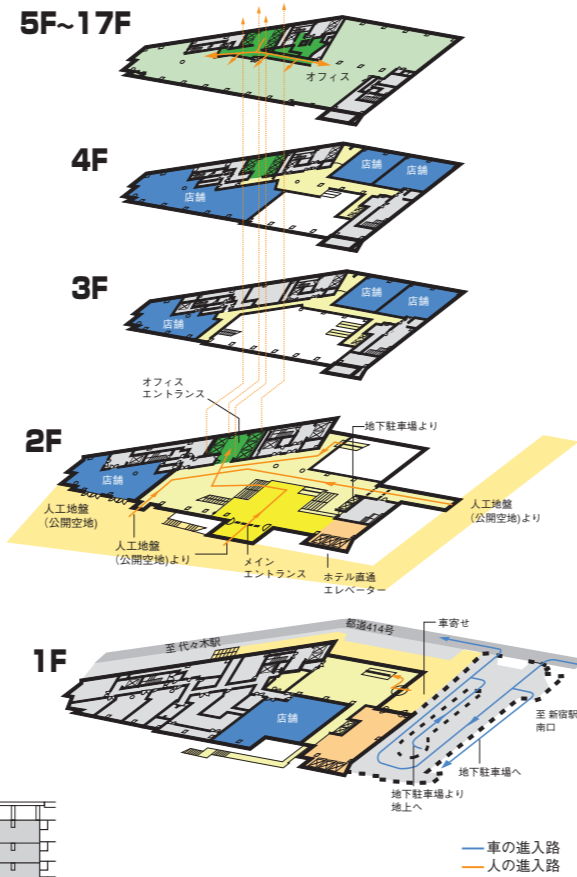 5F~17F
オフィス
4F
店舗
店舗
店舗
3F
店舗
店舗
店舗
オフィス
エントランス
地下駐車場より
2F
店舗
人工地盤
(公開空地)
人工地盤
(公開空地)より
人工地盤
(公開空地)より
メイン
エントランス
ホテル直通
エレベーター
都道414号
車寄せ
至 代々木駅
1F
店舗
至 新宿駅
南口
地下駐車場へ
地下駐車場より
地上へ
車の進入路
人の進入路